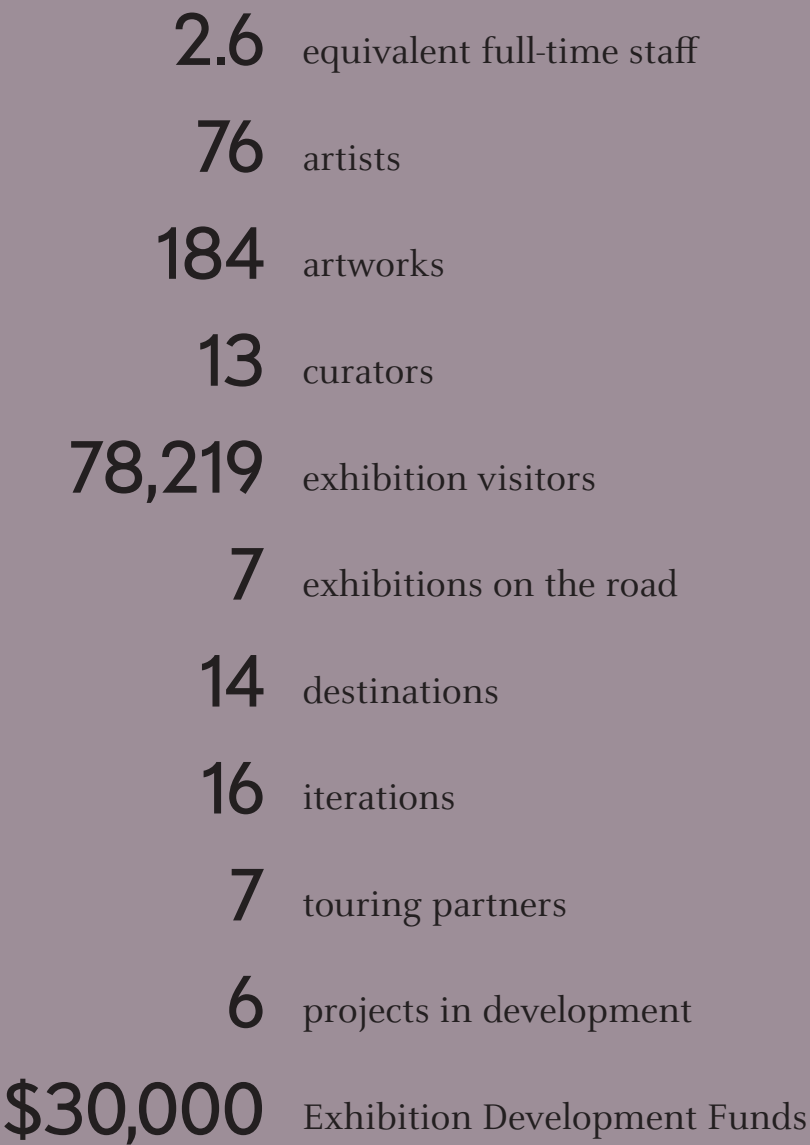 2.6 equivalent full-time staff
76 artists
184 artworks
13 curators
78,219 exhibition visitors
7 exhibitions on the road
14 destinations
16 iterations
7 touring partners
6 projects in development
$30,000 Exhibition Development Funds